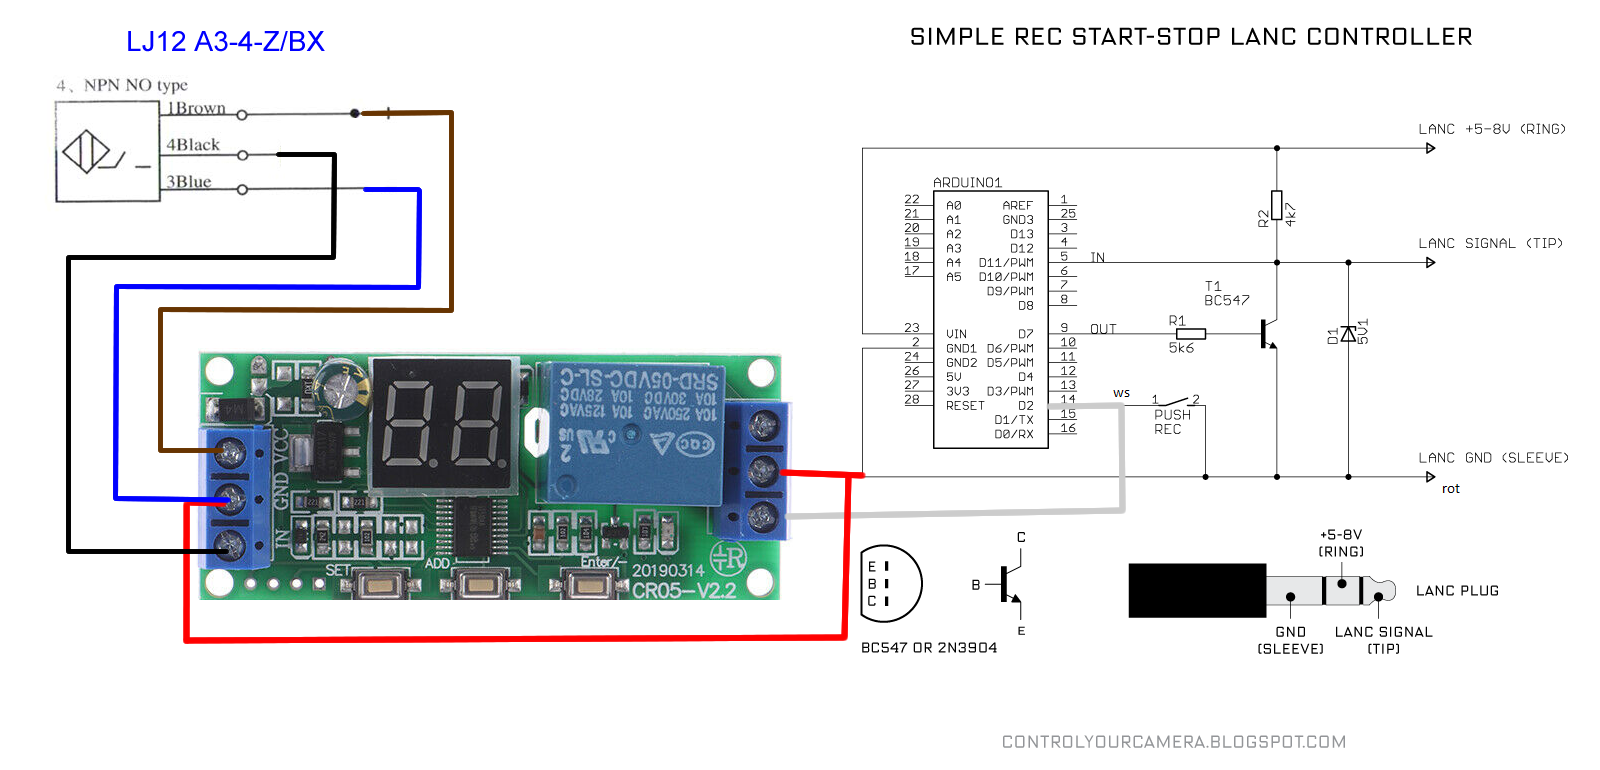 LJ12 A3-4-Z/BX
4、NPN NO type
1Brown
4Black
3Blue
SIMPLE REC START-STOP LANC CONTROLLER
LANC +5-8V (RING)
ARDUINO1
22 A0 AREF 1
21 A1 GND3 25
20 A2 D13 3
19 A3 D12 4
18 A4 D11/PWM 5 IN
17 A5 D10/PWM 6
D9/PWM 7
D8 8
23 VIN D7 9 OUT
2 GND1 D6/PWM 10
24 GND2 D5/PWM 11
26 5V D4 12
27 3V3 D3/PWM 13
28 RESET D2 14
D1/TX 15
D0/RX 16
R2
4k7
LANC SIGNAL (TIP)
T1
BC547
R1
5k6
D1
5V1
ws
1 2
PUSH
REC
LANC GND (SLEEVE)
rot
VCC
GND
IN
SRD-05VDC-SL-C
10A 250VAC 10A 125VAC
10A 30VDC 10A 28VDC
CQC
US
2
SET
ADD
Enter/-
20190314
CR05-V2.2
E
B
C
C
B
E
BC547 OR 2N3904
+5-8V
(RING)
LANC PLUG
GND
(SLEEVE)
LANC SIGNAL
(TIP)
CONTROLYOURCAMERA.BLOGSPOT.COM